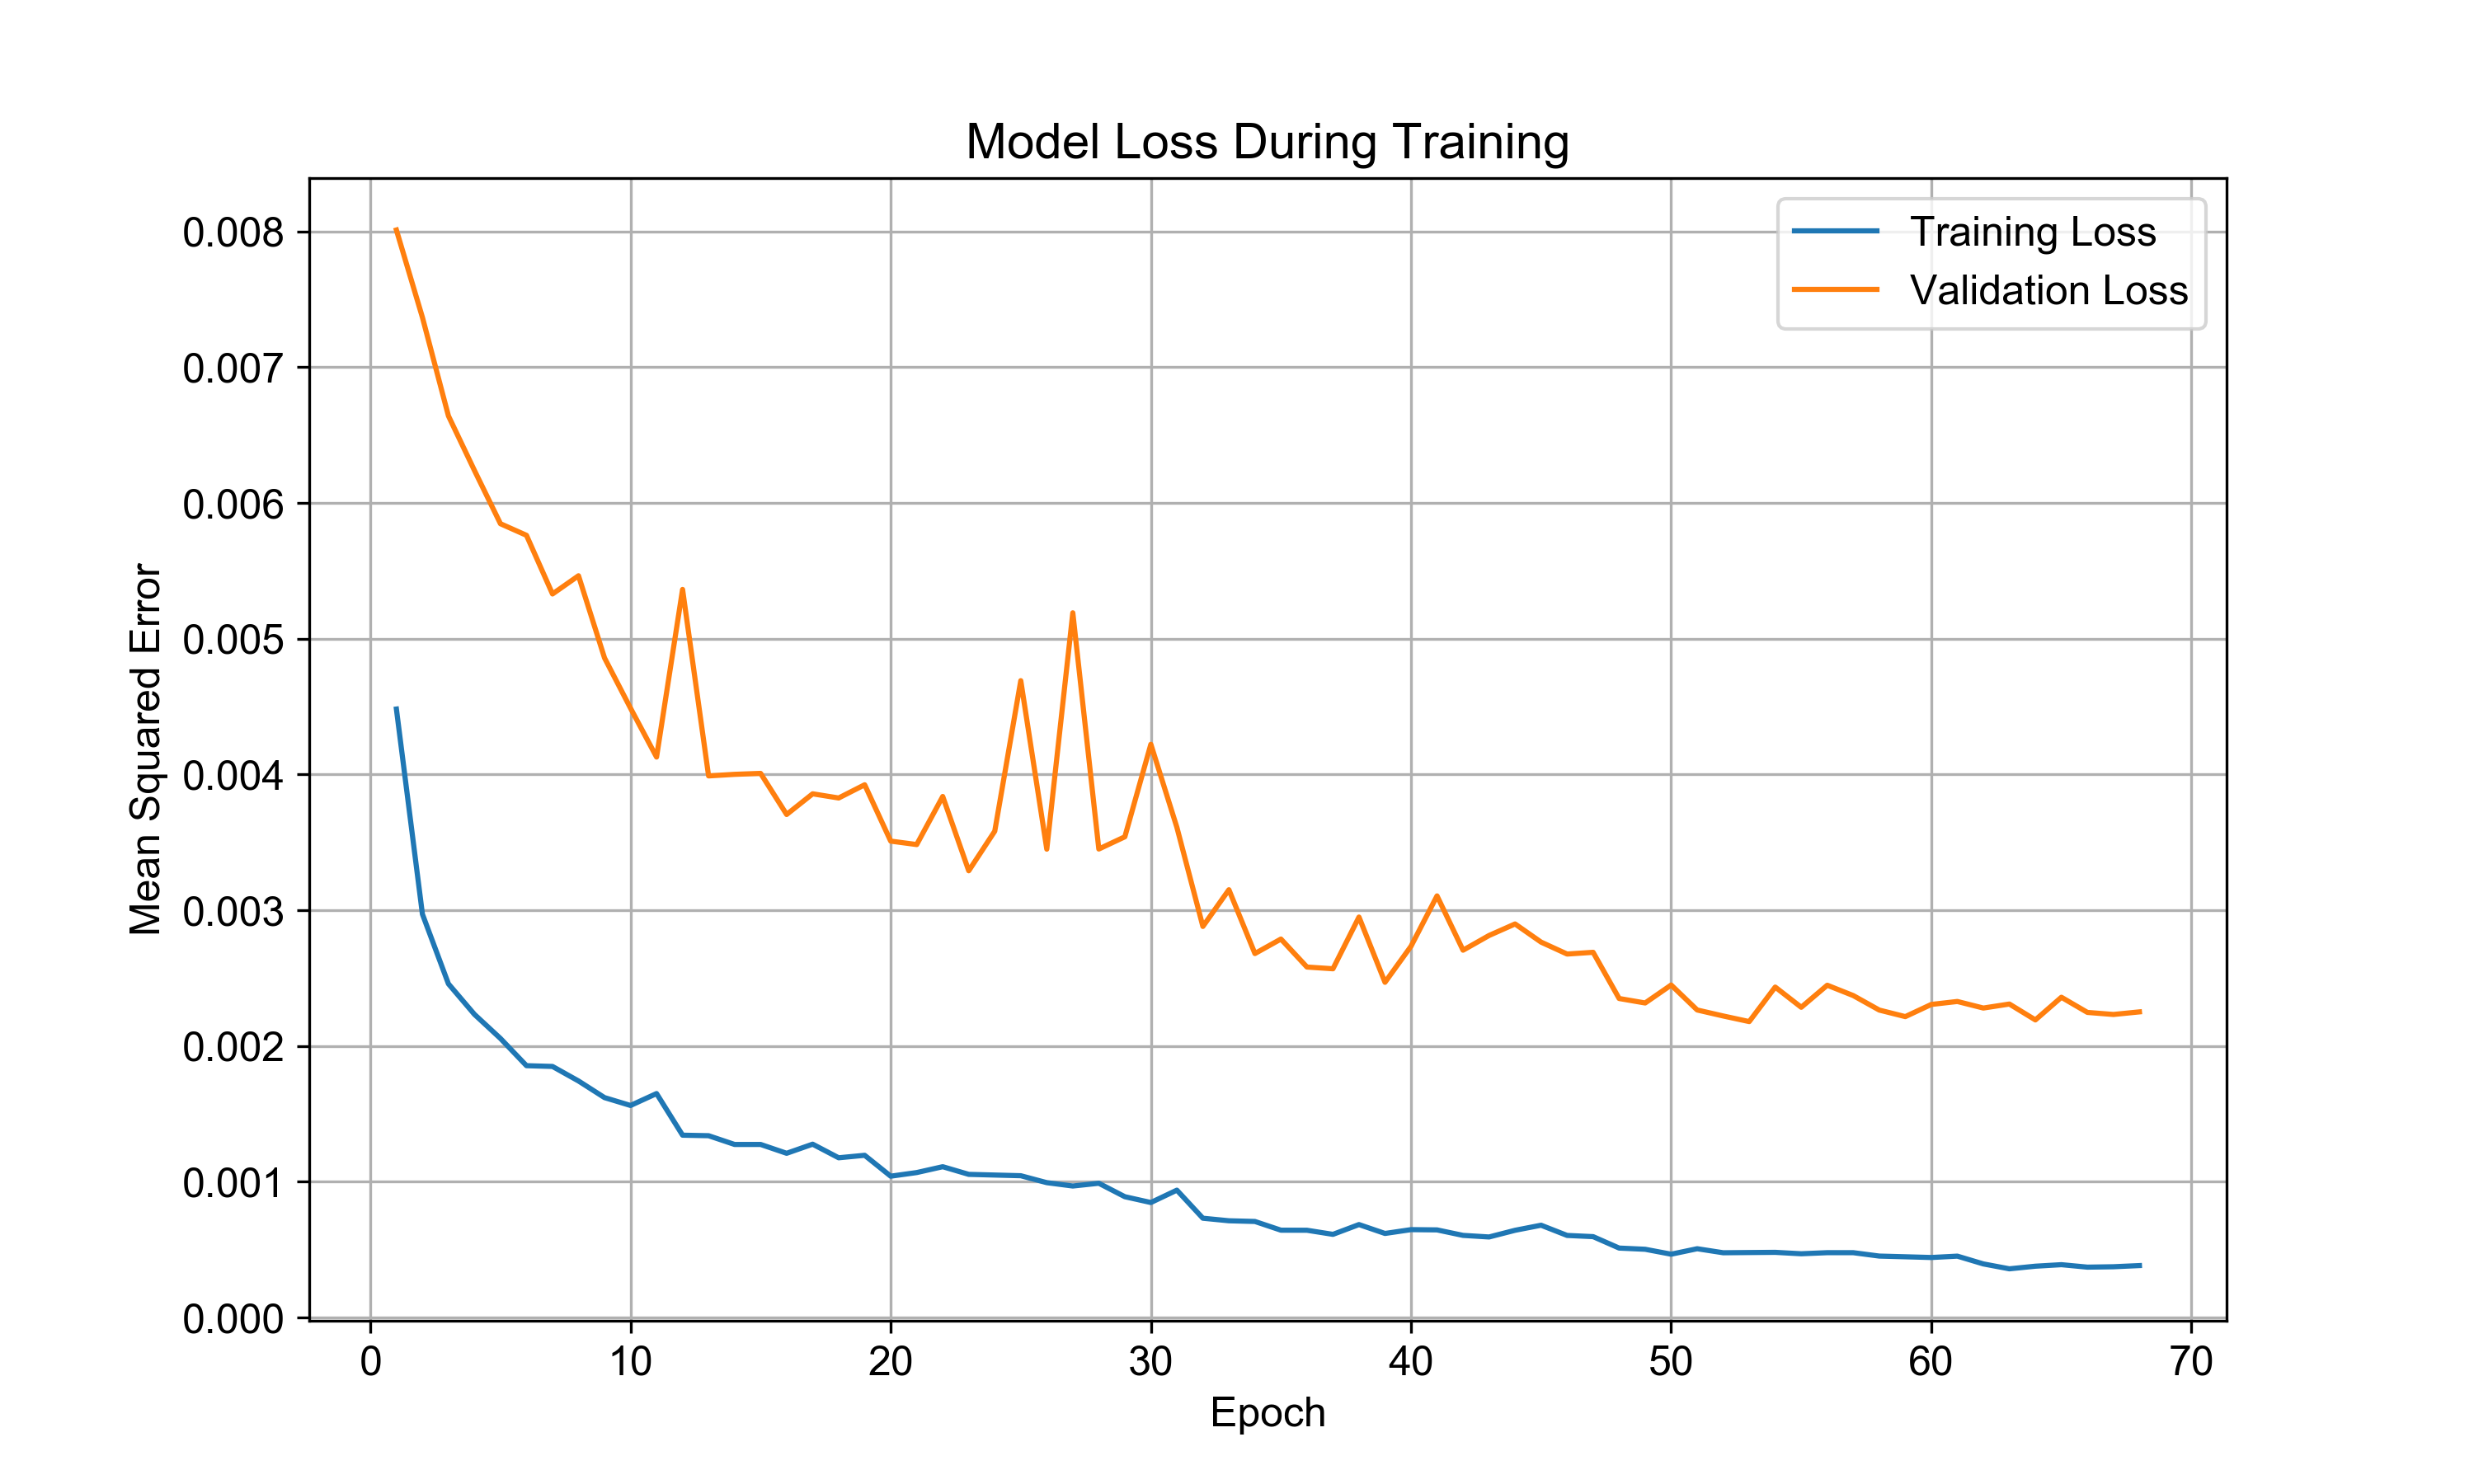 Model Loss During Training
Training Loss
Validation Loss
Mean Squared Error
0.008
0.007
0.006
0.005
0.004
0.003
0.002
0.001
0.000
0 10 20 30 40 50 60 70
Epoch